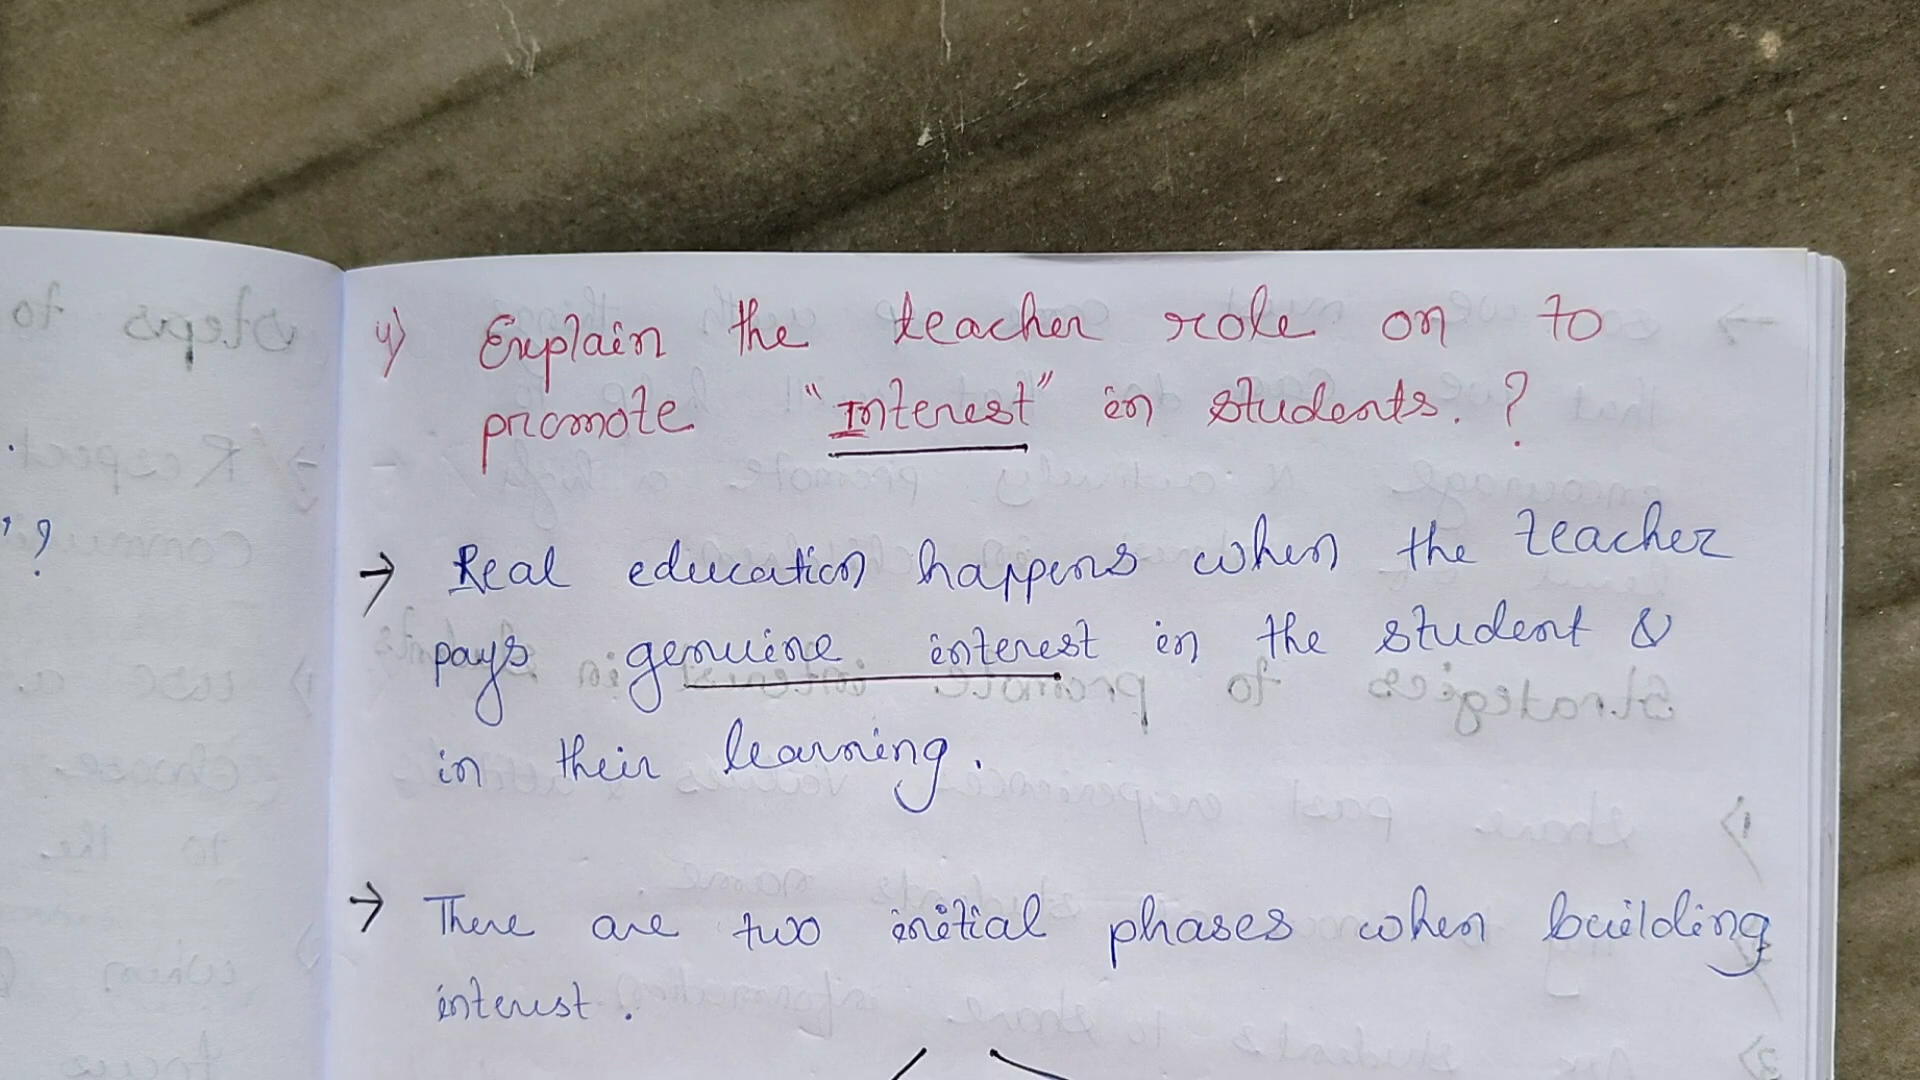 4) Explain the teacher role on to
promote "Interest" in students. ?
→ Real education happens when the teacher
pays genuine interest in the student &
in their learning.
→ There are two initial phases when building
interest.